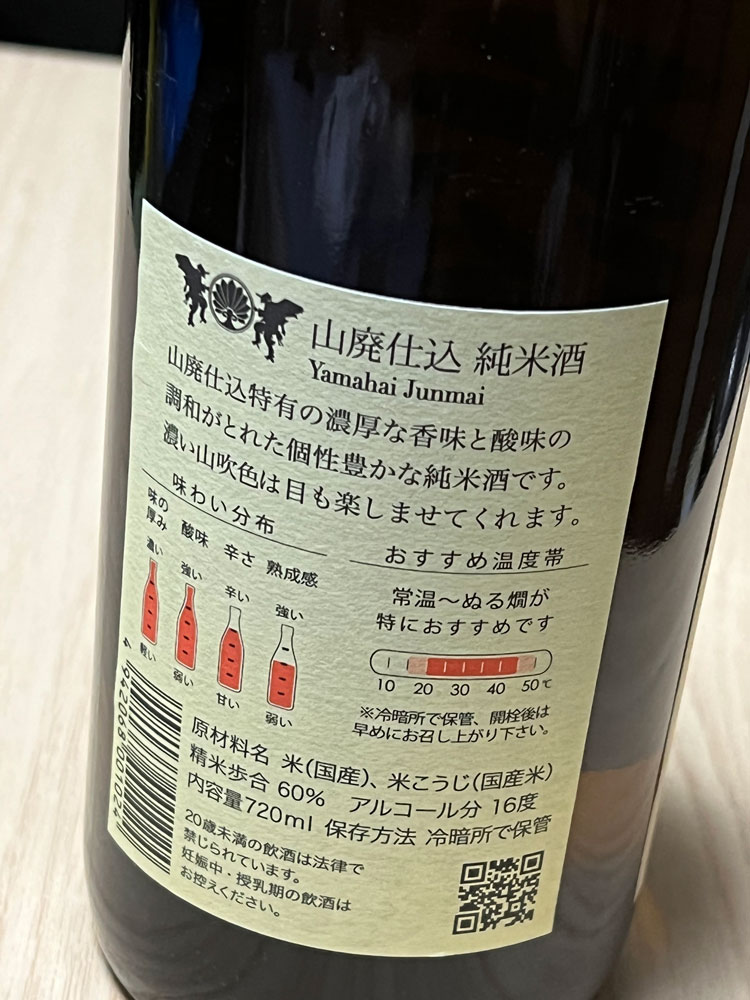 山廃仕込 純米酒
Yamahai Junmai
山廃仕込特有の濃厚な香味と酸味の
調和がとれた個性豊かな純米酒です。
濃い山吹色は目も楽しませてくれます。
味わい分布
味の厚み 酸味 辛さ 熟成感
濃い 強い 辛い 強い
軽い 弱い 甘い 弱い
おすすめ温度帯
常温〜ぬる燗が
特におすすめです
10 20 30 40 50℃
※冷暗所で保管、開栓後は
早めにお召し上がり下さい。
原材料名 米(国産)、米こうじ(国産米)
精米歩合 60% アルコール分 16度
内容量720ml 保存方法 冷暗所で保管
20歳未満の飲酒は法律で
禁じられています。
妊娠中・授乳期の飲酒は
お控えください。
4 942068 001024